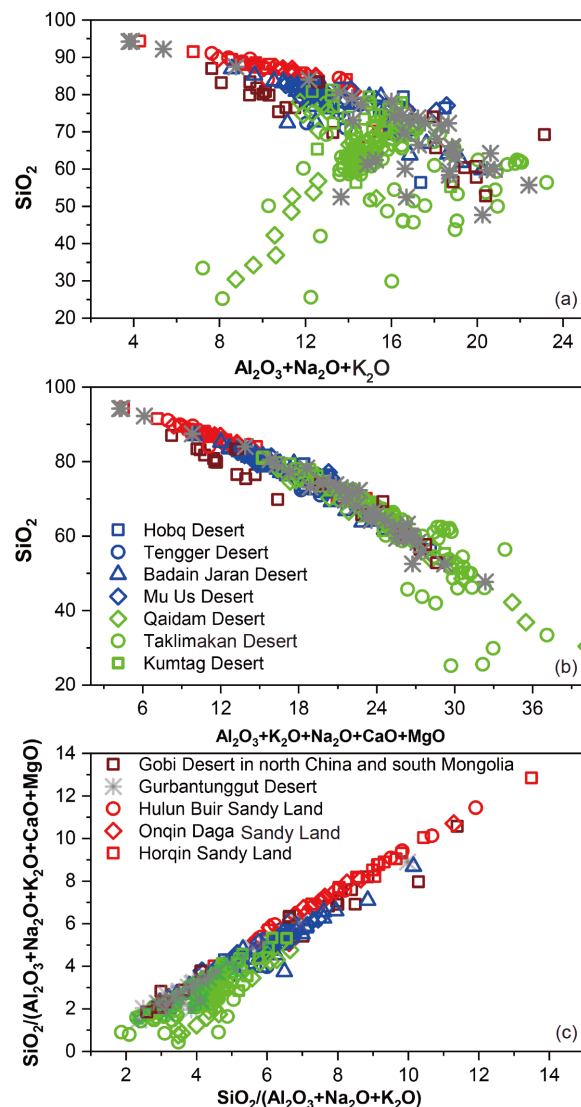 100
90
80
70
60
50
40
30
20
SiO₂
4
8
12
16
20
24
(a)
Al₂O₃+Na₂O+K₂O
100
80
60
40
20
SiO₂
Hobq Desert
Tengger Desert
Badain Jaran Desert
Mu Us Desert
Qaidam Desert
Taklimakan Desert
Kumtag Desert
(b)
6
12
18
24
30
36
Al₂O₃+K₂O+Na₂O+CaO+MgO
14
12
10
8
6
4
2
0
SiO₂/(Al₂O₃+Na₂O+K₂O+CaO+MgO)
Gobi Desert in north China and south Mongolia
Gurbantunggut Desert
Hulun Buir Sandy Land
Onqin Daga Sandy Land
Horqin Sandy Land
(c)
2
4
6
8
10
12
14
SiO₂/(Al₂O₃+Na₂O+K₂O)